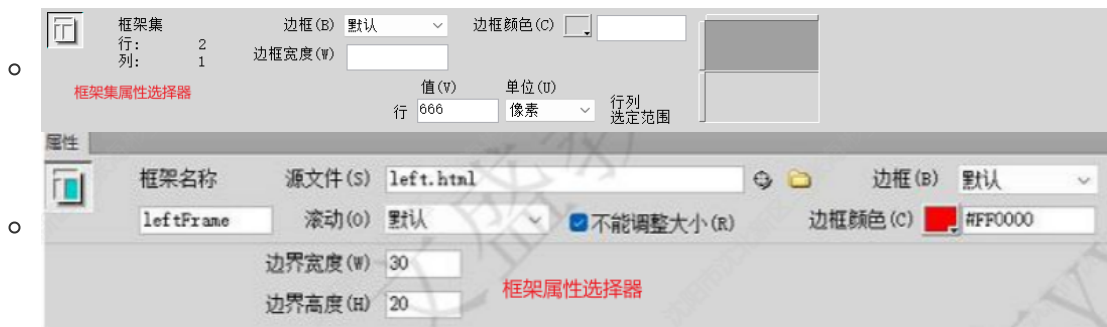 框架集 边框(B) 默认 边框颜色(C)
行: 2
列: 1
边框宽度(W)
框架集属性选择器
值(V) 单位(U)
行 666 像素 行列
选定范围
属性
框架名称 源文件(S) left.html 边框(B) 默认
leftFrame 滚动(O) 默认 不能调整大小(R) 边框颜色(C) #FF0000
边界宽度(W) 30
边界高度(H) 20
框架属性选择器